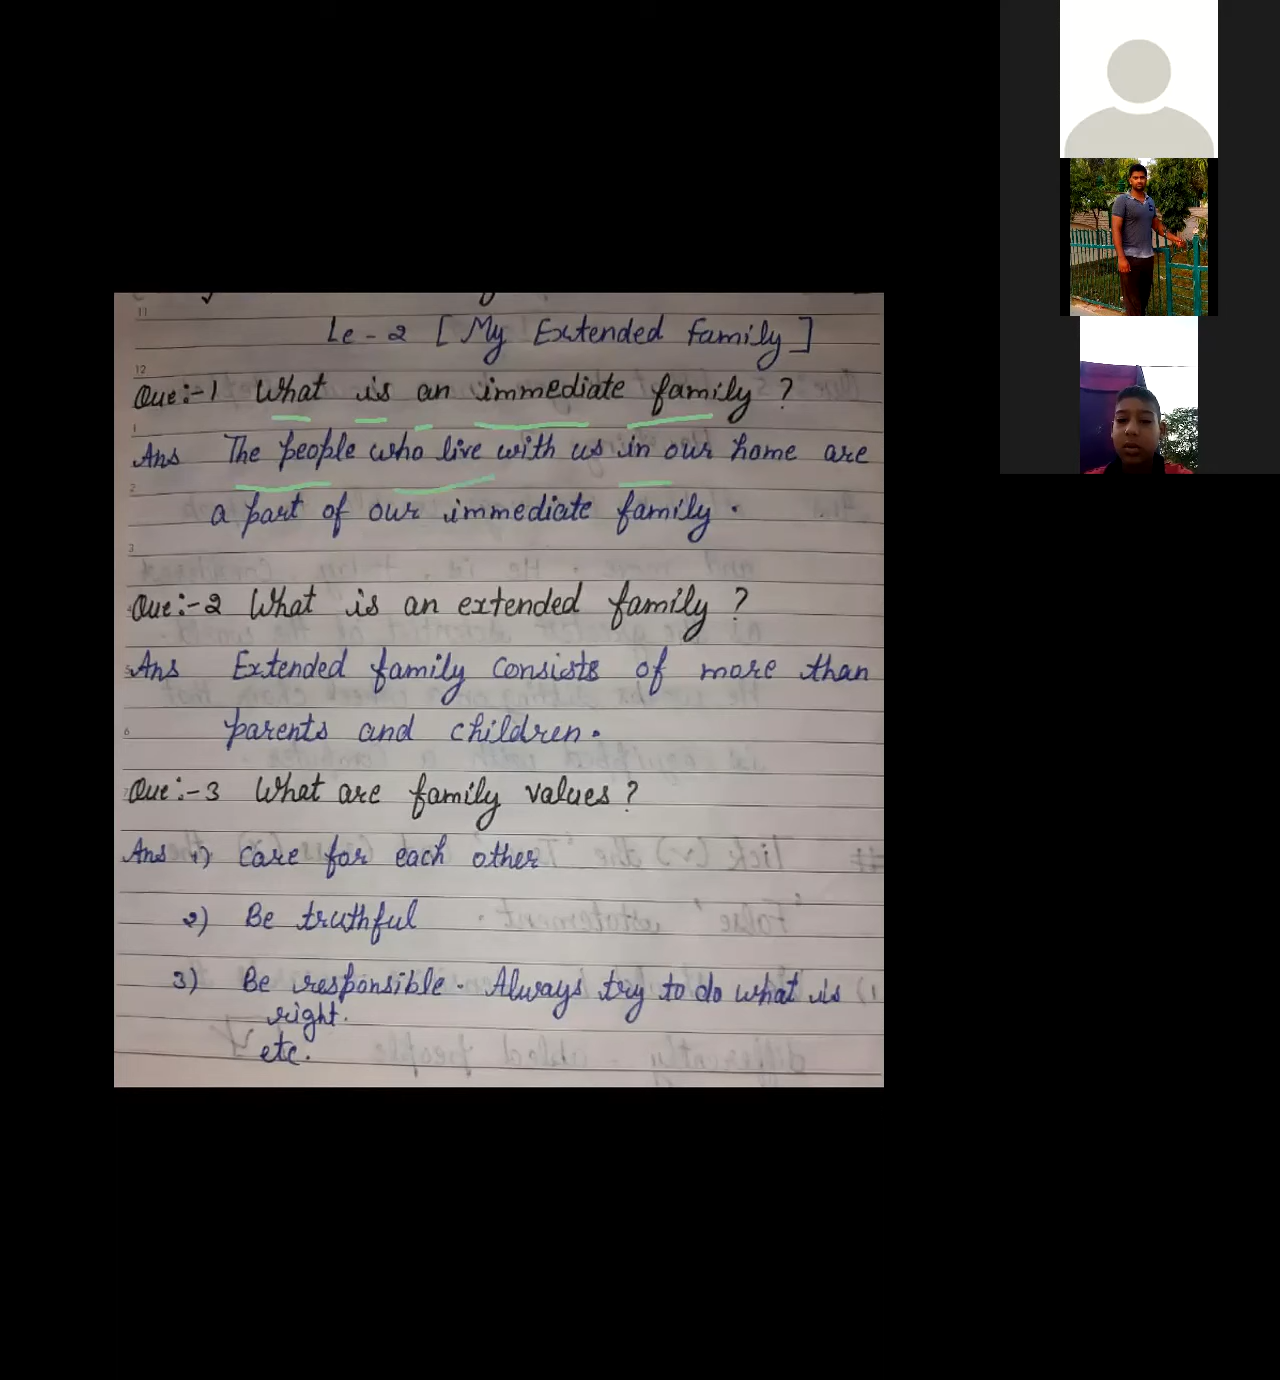 Le - 2 [ My Extended Family ]
Que:-1 What is an immediate family ?
Ans The people who live with us in our home are
a part of our immediate family .
Que:-2 What is an extended family ?
Ans Extended family consists of more than
parents and children .
Que:-3 What are family values ?
Ans 1) Care for each other
2) Be truthful
3) Be responsible . Always try to do what is
right.
etc.